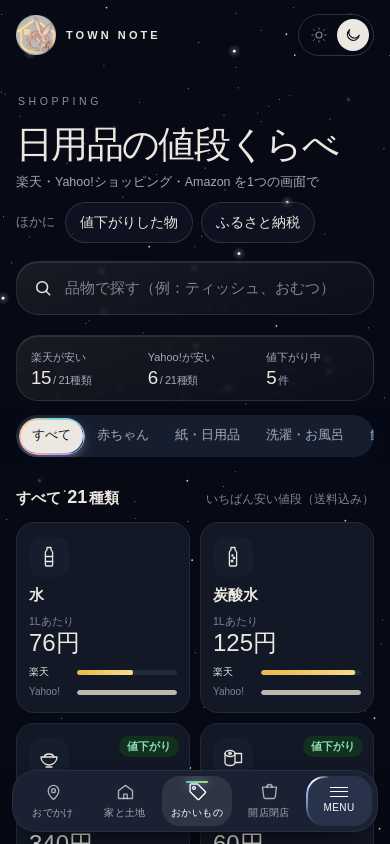 TOWN NOTE
SHOPPING
日用品の値段くらべ
楽天・Yahoo!ショッピング・Amazon を1つの画面で
ほかに 値下がりした物 ふるさと納税
品物で探す（例：ティッシュ、おむつ）
楽天が安い Yahoo!が安い 値下がり中
15 / 21種類 6 / 21種類 5 件
すべて 赤ちゃん 紙・日用品 洗濯・お風呂
すべて 21種類 いちばん安い値段（送料込み）
水 炭酸水
1Lあたり 1Lあたり
76円 125円
楽天 楽天
Yahoo! Yahoo!
値下がり 値下がり
おでかけ 家と土地 おかいもの 開店閉店 MENU
340円 60円